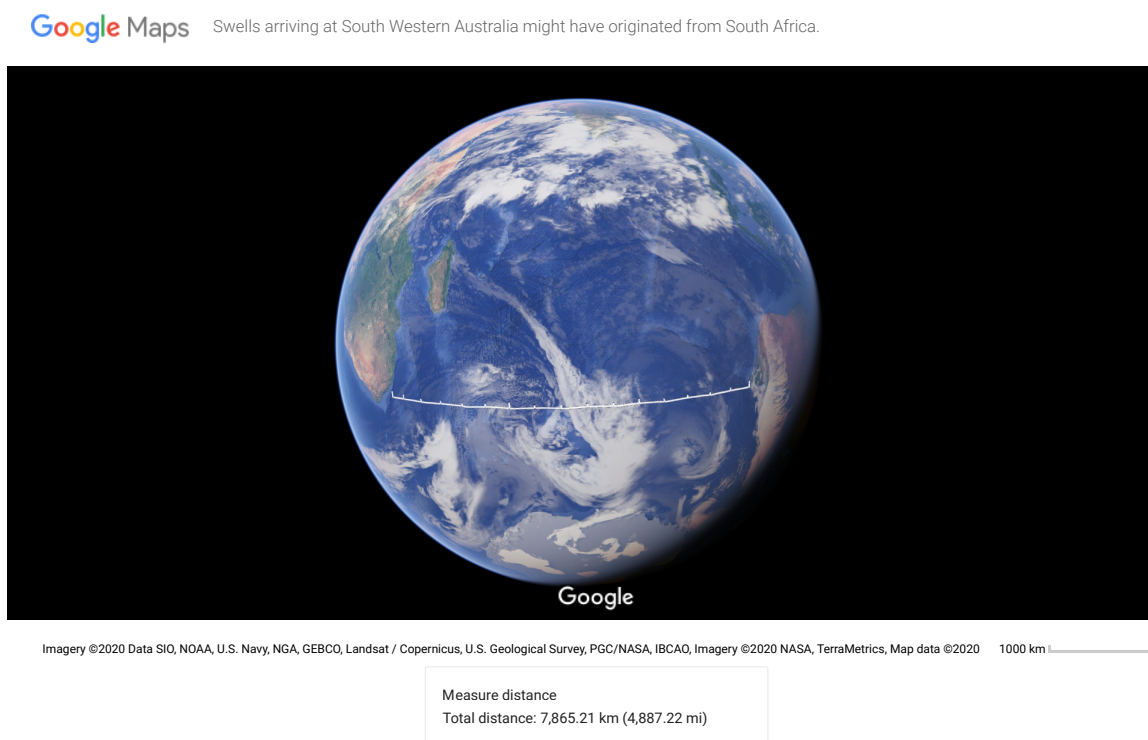 Google Maps Swells arriving at South Western Australia might have originated from South Africa.
Google
Imagery ©2020 Data SIO, NOAA, U.S. Navy, NGA, GEBCO, Landsat / Copernicus, U.S. Geological Survey, PGC/NASA, IBCAO, Imagery ©2020 NASA, TerraMetrics, Map data ©2020 1000 km
Measure distance
Total distance: 7,865.21 km (4,887.22 mi)